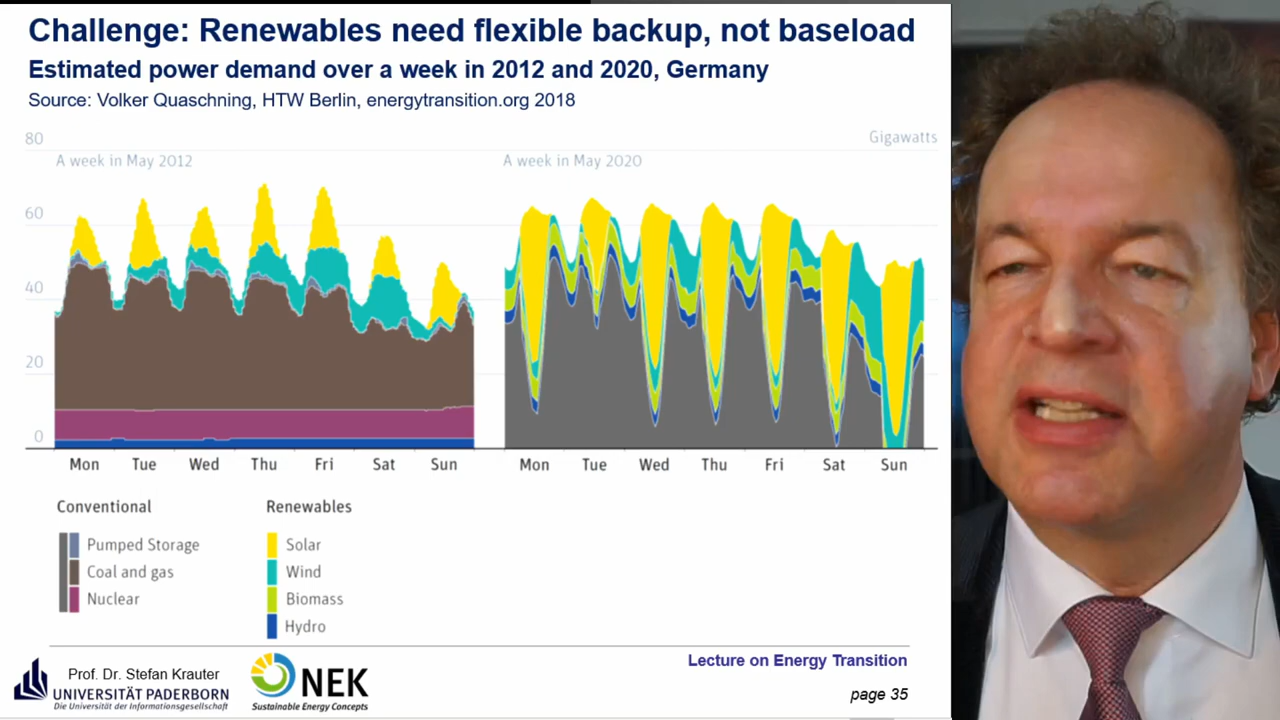 Challenge: Renewables need flexible backup, not baseload
Estimated power demand over a week in 2012 and 2020, Germany
Source: Volker Quaschning, HTW Berlin, energytransition.org 2018
Gigawatts
80
A week in May 2012
A week in May 2020
60
40
20
0
Mon Tue Wed Thu Fri Sat Sun
Mon Tue Wed Thu Fri Sat Sun
Conventional
Pumped Storage
Coal and gas
Nuclear
Renewables
Solar
Wind
Biomass
Hydro
Prof. Dr. Stefan Krauter
UNIVERSITÄT PADERBORN
Die Universität der Informationsgesellschaft
NEK
Sustainable Energy Concepts
Lecture on Energy Transition
page 35